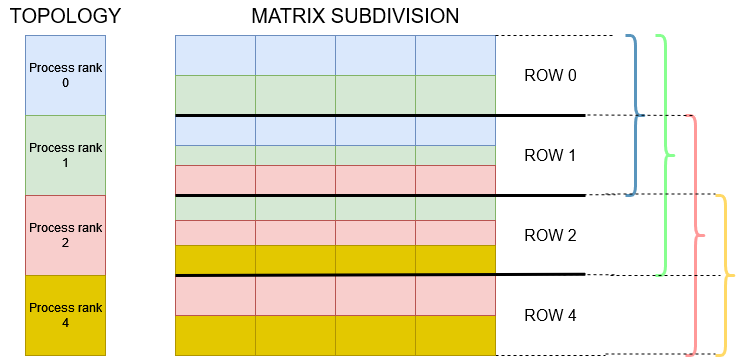 TOPOLOGY
MATRIX SUBDIVISION
Process rank
0
Process rank
1
Process rank
2
Process rank
4
ROW 0
ROW 1
ROW 2
ROW 4